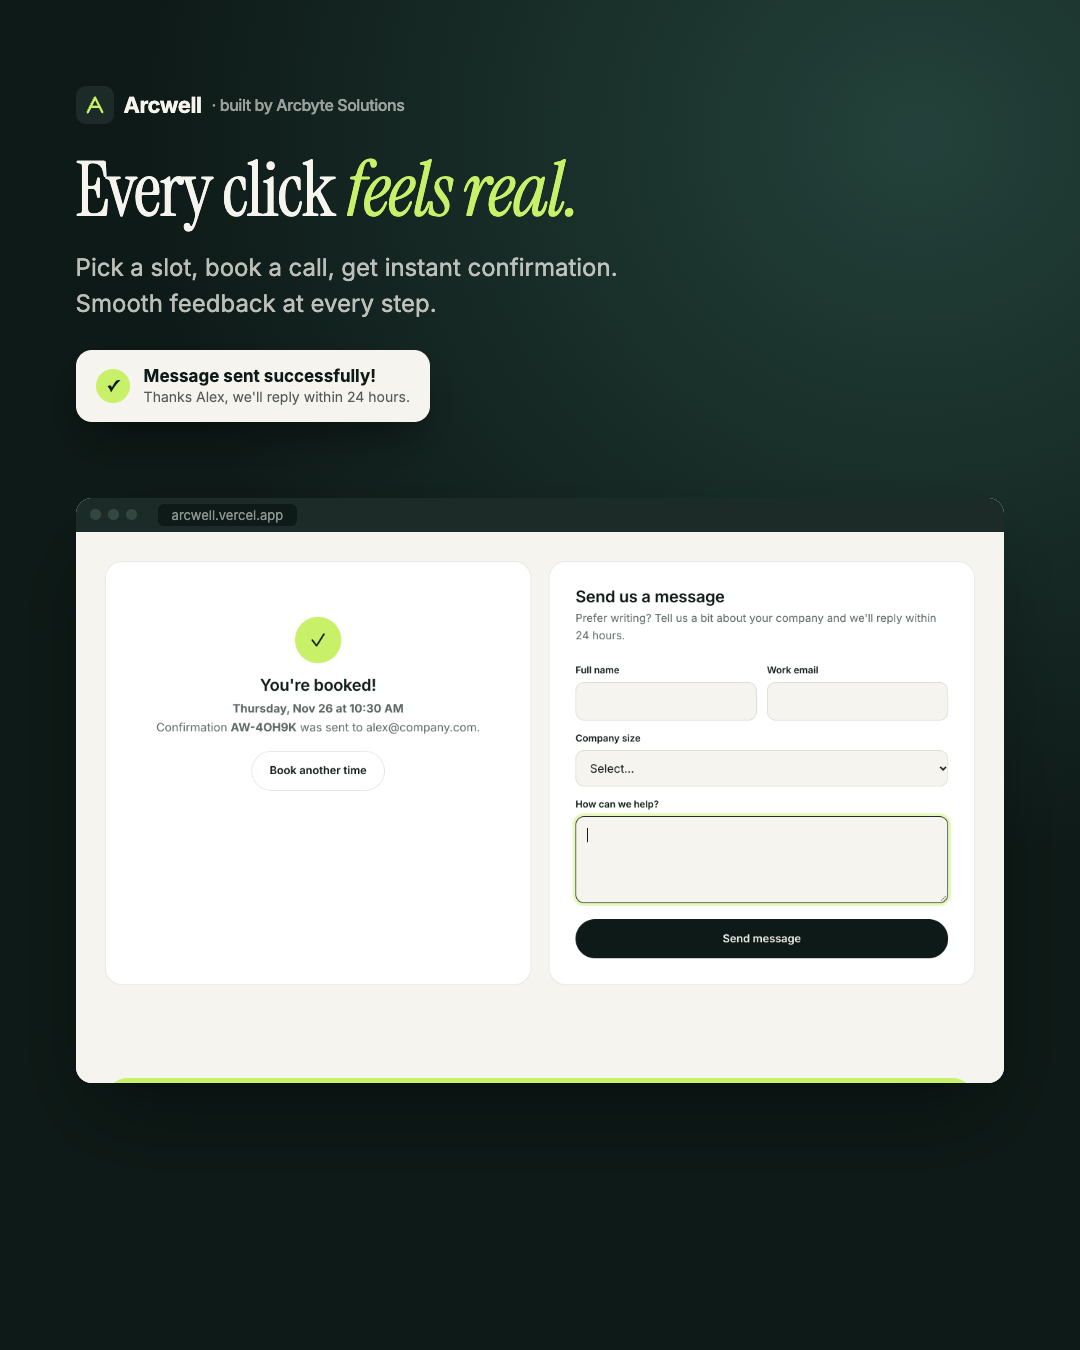 Arcwell · built by Arcbyte Solutions
Every click feels real.
Pick a slot, book a call, get instant confirmation.
Smooth feedback at every step.
Message sent successfully!
Thanks Alex, we'll reply within 24 hours.
arcwell.vercel.app
You're booked!
Thursday, Nov 26 at 10:30 AM
Confirmation AW-4OH9K was sent to alex@company.com.
Book another time
Send us a message
Prefer writing? Tell us a bit about your company and we'll reply within
24 hours.
Full name Work email
Company size
Select...
How can we help?
Send message